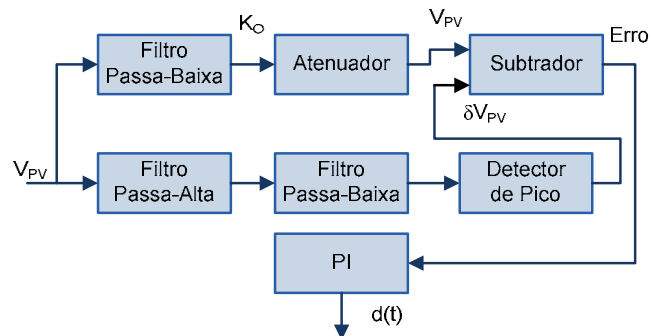 K_O
V_PV
Erro
Filtro
Passa-Baixa
Atenuador
Subtrador
δV_PV
V_PV
Filtro
Passa-Alta
Filtro
Passa-Baixa
Detector
de Pico
PI
d(t)